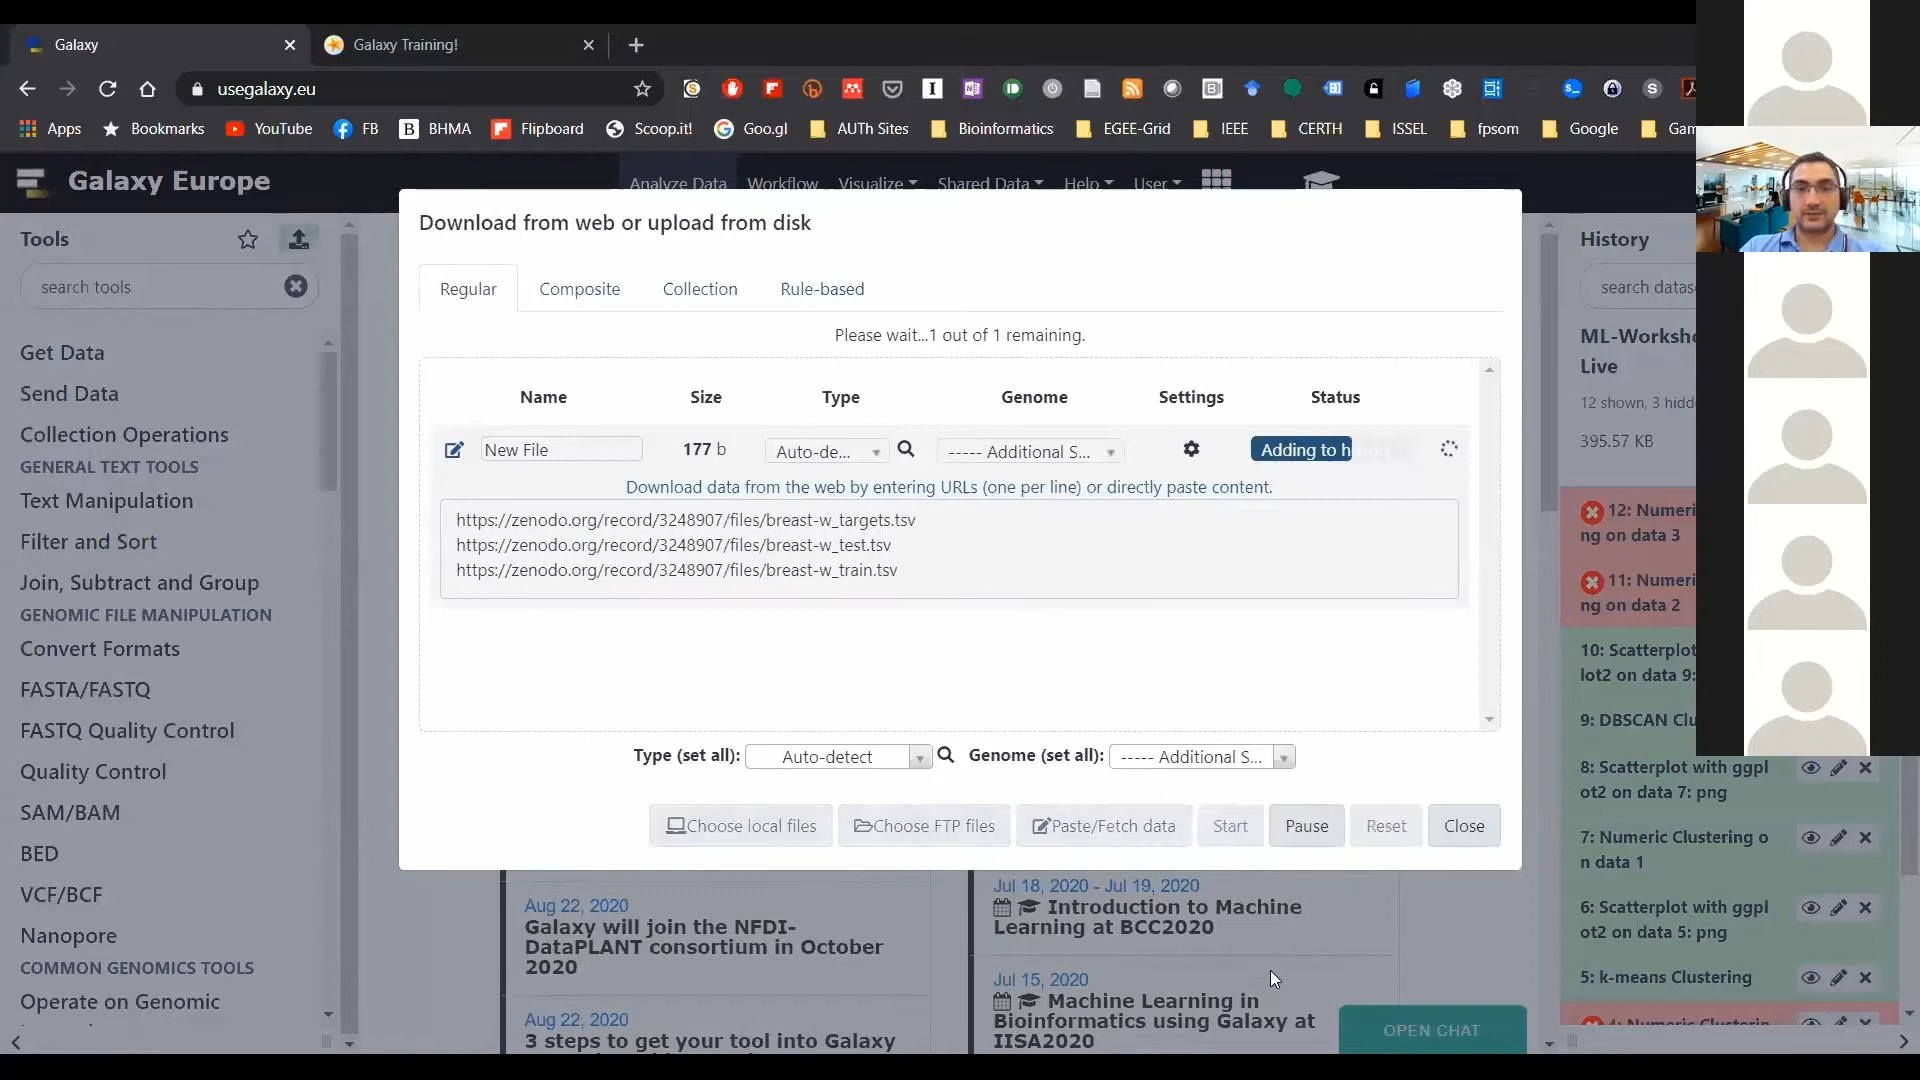 Galaxy
Galaxy Training!
usegalaxy.eu
Apps Bookmarks YouTube FB BHMA Flipboard Scoop.it! Goo.gl AUTh Sites Bioinformatics EGEE-Grid IEEE CERTH ISSEL fpsom Google Gam
Galaxy Europe
Analyze Data Workflow Visualize Shared Data Help User
Tools
search tools
Get Data
Send Data
Collection Operations
GENERAL TEXT TOOLS
Text Manipulation
Filter and Sort
Join, Subtract and Group
GENOMIC FILE MANIPULATION
Convert Formats
FASTA/FASTQ
FASTQ Quality Control
Quality Control
SAM/BAM
BED
VCF/BCF
Nanopore
COMMON GENOMICS TOOLS
Operate on Genomic
Download from web or upload from disk
Regular Composite Collection Rule-based
Please wait...1 out of 1 remaining.
Name Size Type Genome Settings Status
New File 177 b Auto-de... ----- Additional S... Adding to history
Download data from the web by entering URLs (one per line) or directly paste content.
https://zenodo.org/record/3248907/files/breast-w_targets.tsv
https://zenodo.org/record/3248907/files/breast-w_test.tsv
https://zenodo.org/record/3248907/files/breast-w_train.tsv
Type (set all): Auto-detect Genome (set all): ----- Additional S...
Choose local files Choose FTP files Paste/Fetch data Start Pause Reset Close
Aug 22, 2020
Galaxy will join the NFDI-
DataPLANT consortium in October
2020
Aug 22, 2020
3 steps to get your tool into Galaxy
Jul 18, 2020 - Jul 19, 2020
Introduction to Machine
Learning at BCC2020
Jul 15, 2020
Machine Learning in
Bioinformatics using Galaxy at
IISA2020
OPEN CHAT
History
search datas
ML-Worksho
Live
12 shown, 3 hidd
395.57 KB
12: Numeri
ng on data 3
11: Numeri
ng on data 2
10: Scatterplot
lot2 on data 9:
9: DBSCAN Clu
8: Scatterplot with ggpl
ot2 on data 7: png
7: Numeric Clustering o
n data 1
6: Scatterplot with ggpl
ot2 on data 5: png
5: k-means Clustering
4: Numeric Clusterin